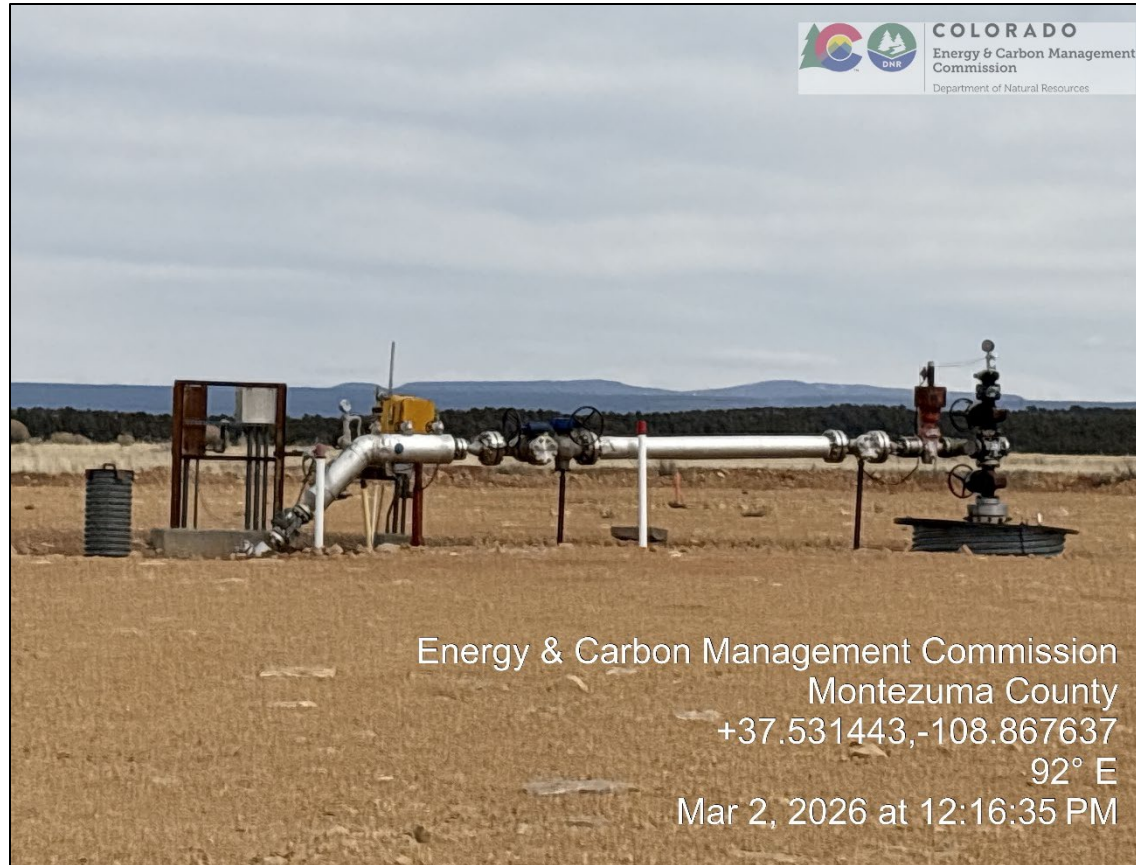 COLORADO
Energy & Carbon Management
Commission
DNR
Department of Natural Resources
Energy & Carbon Management Commission
Montezuma County
+37.531443,-108.867637
92° E
Mar 2, 2026 at 12:16:35 PM